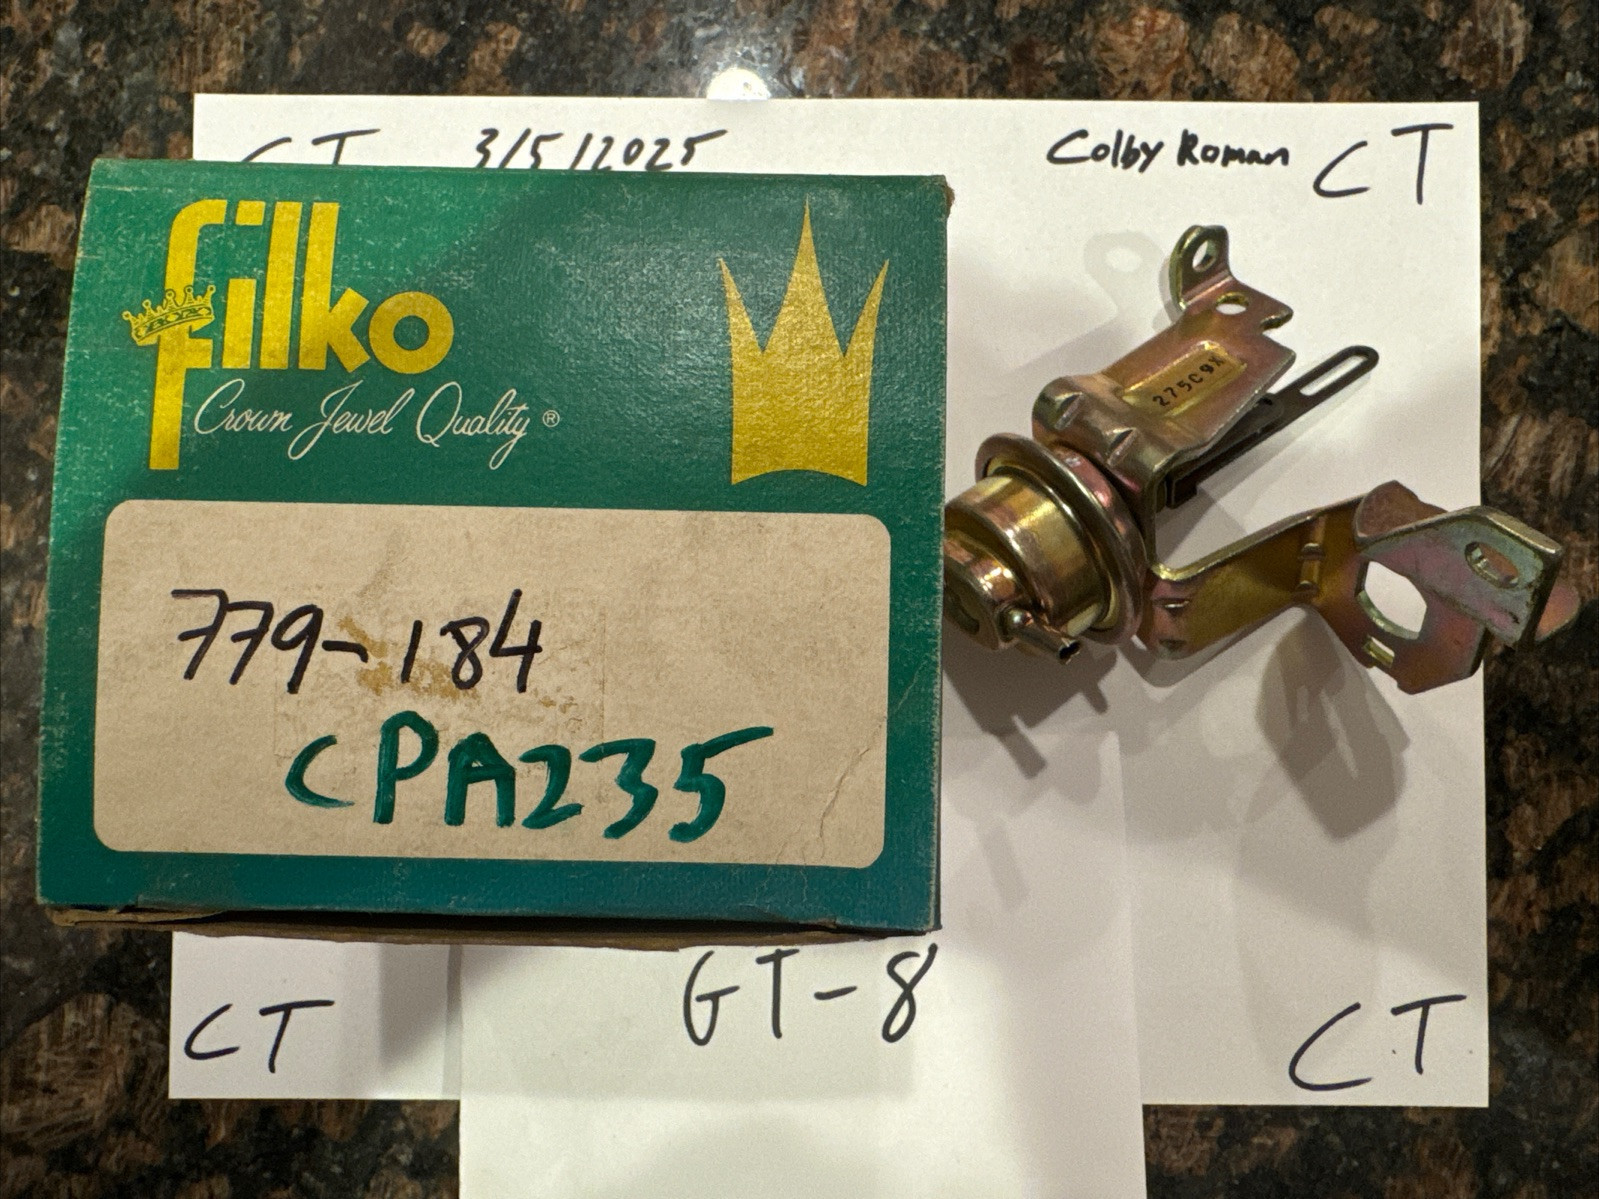 CT 3/5/2025 Colby Roman CT
filko
Crown Jewel Quality®
275C9X
779-184
CPA235
GT-8
CT CT